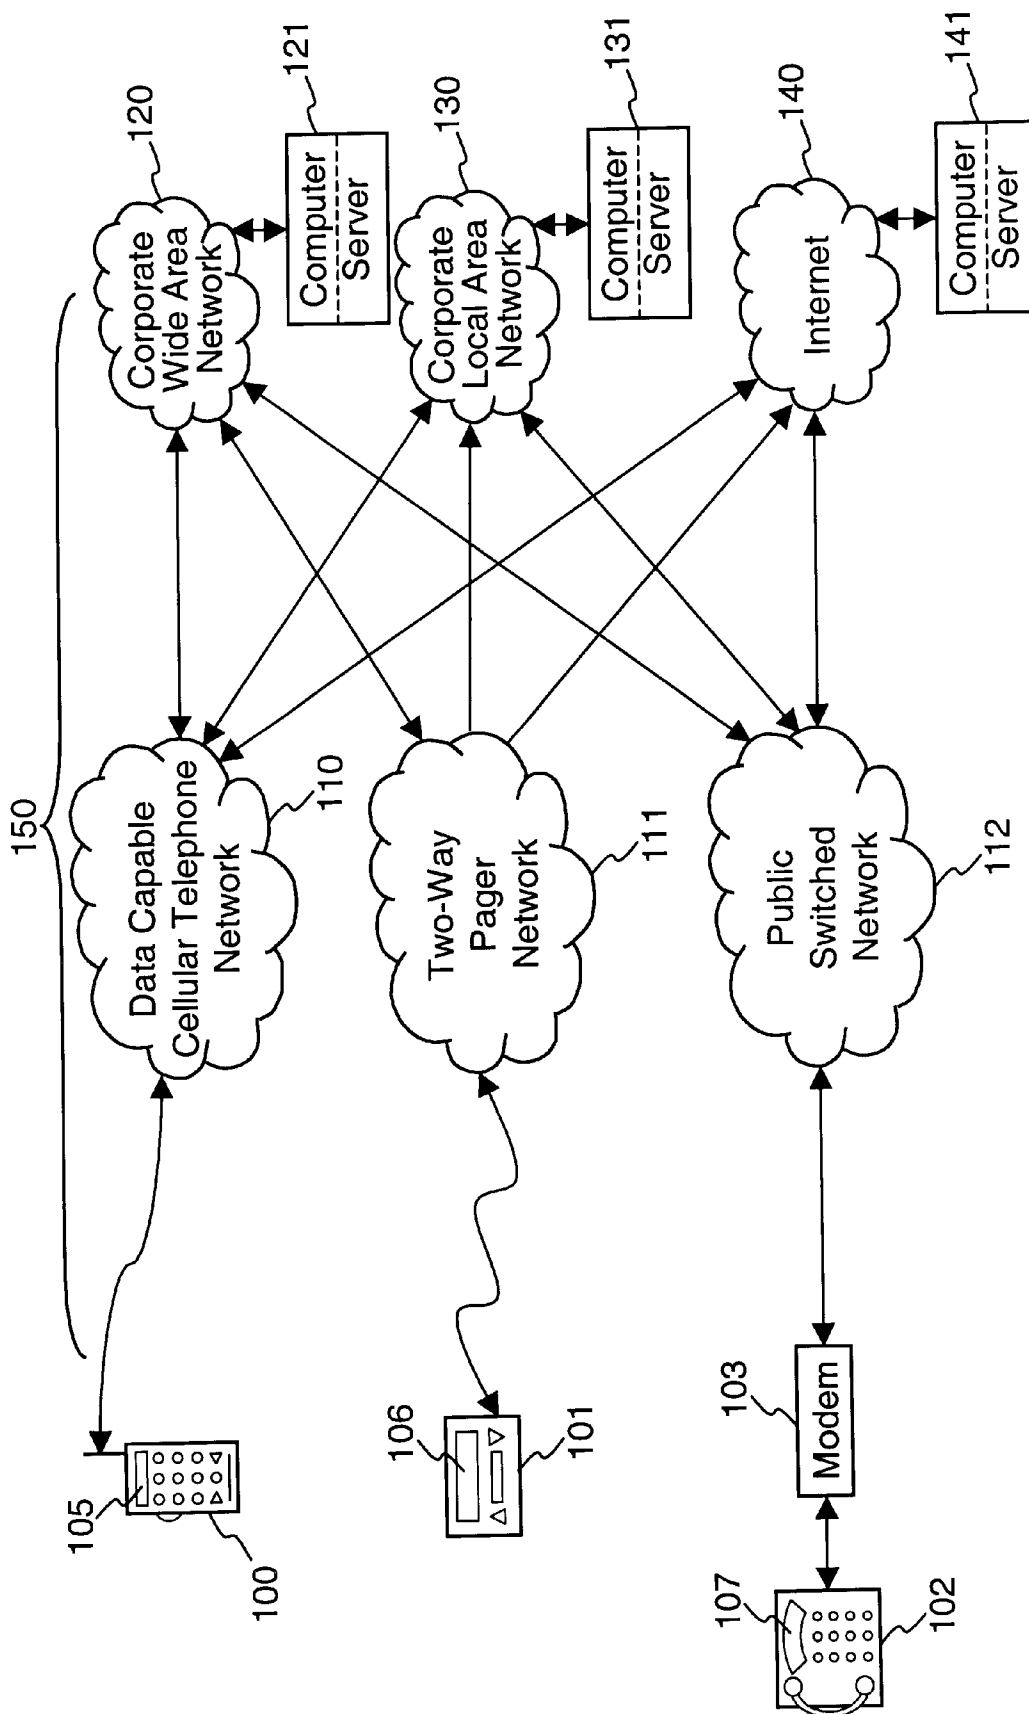 150
105
100
106
101
107
102
103
Modem
Data Capable
Cellular Telephone
Network
110
Two-Way
Pager
Network
111
Public
Switched
Network
112
Corporate
Wide Area
Network
120
Computer
Server
121
Corporate
Local Area
Network
130
Computer
Server
131
Internet
140
Computer
Server
141